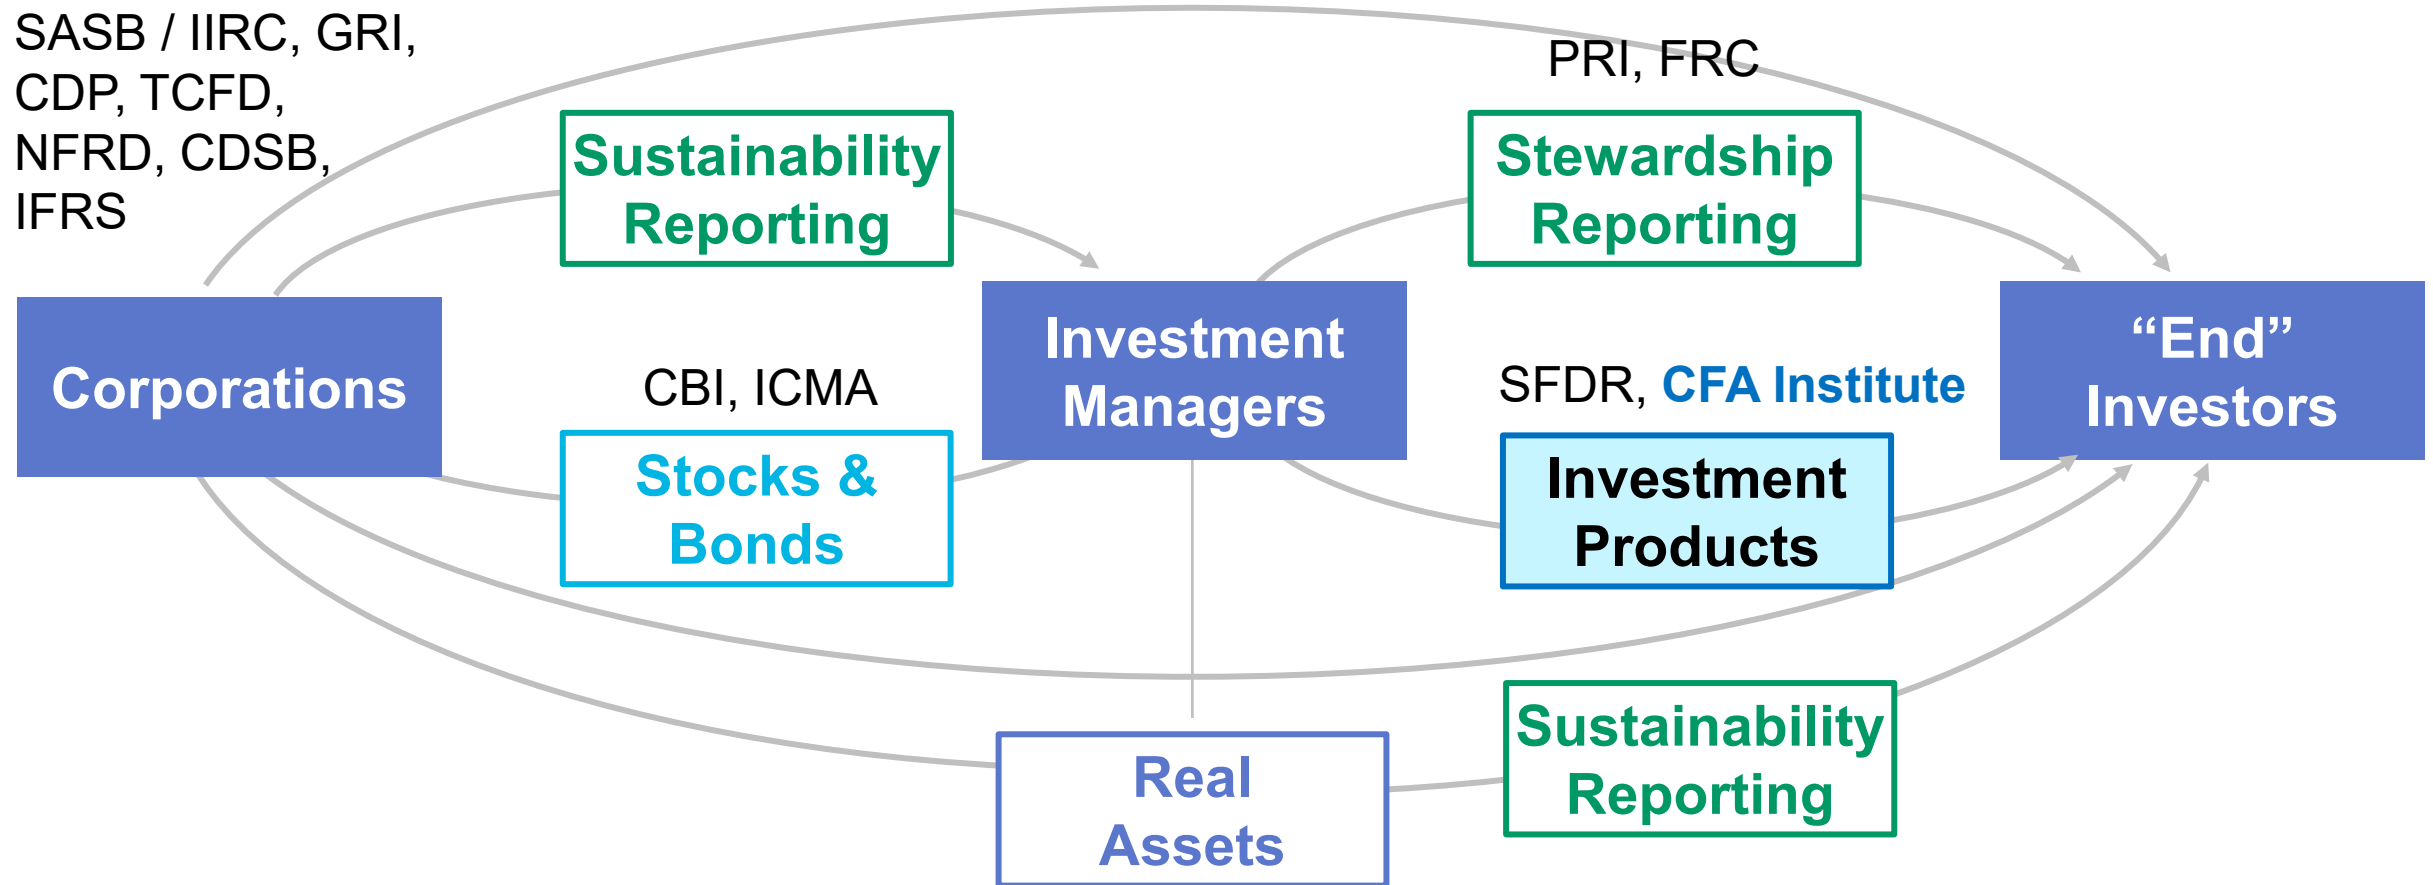 SASB / IIRC, GRI,
CDP, TCFD,
NFRD, CDSB,
IFRS
PRI, FRC
Sustainability
Reporting
Stewardship
Reporting
Corporations
Investment
Managers
“End”
Investors
CBI, ICMA
SFDR, CFA Institute
Stocks &
Bonds
Investment
Products
Real
Assets
Sustainability
Reporting